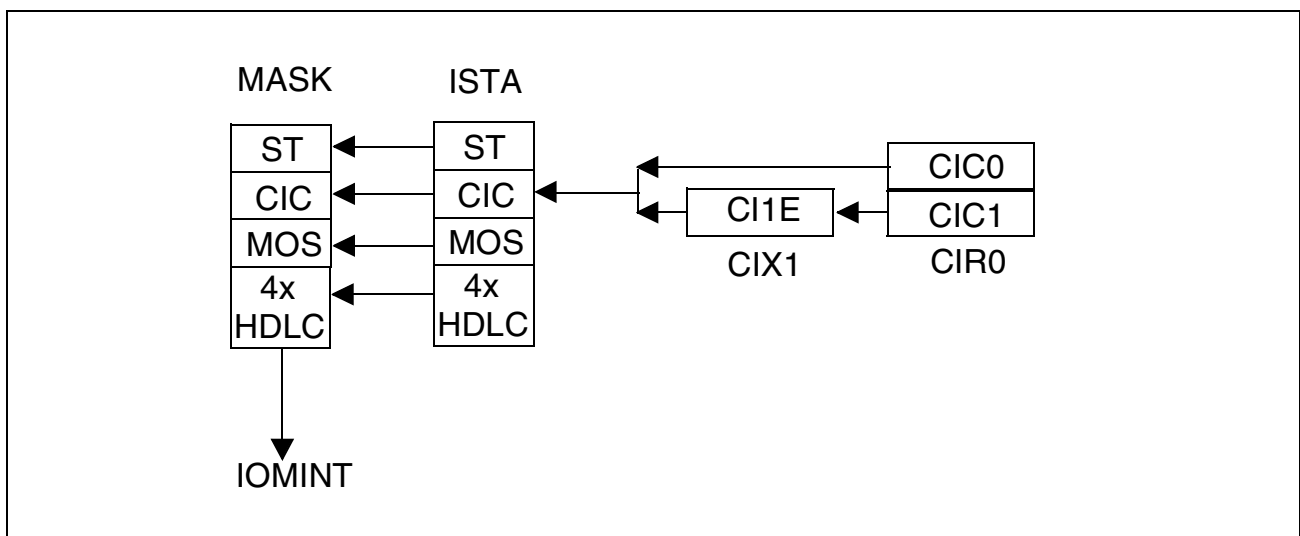 MASK
ISTA
ST
CIC
MOS
4x
HDLC
ST
CIC
MOS
4x
HDLC
CIC0
CI1E
CIC1
CIX1
CIR0
IOMINT